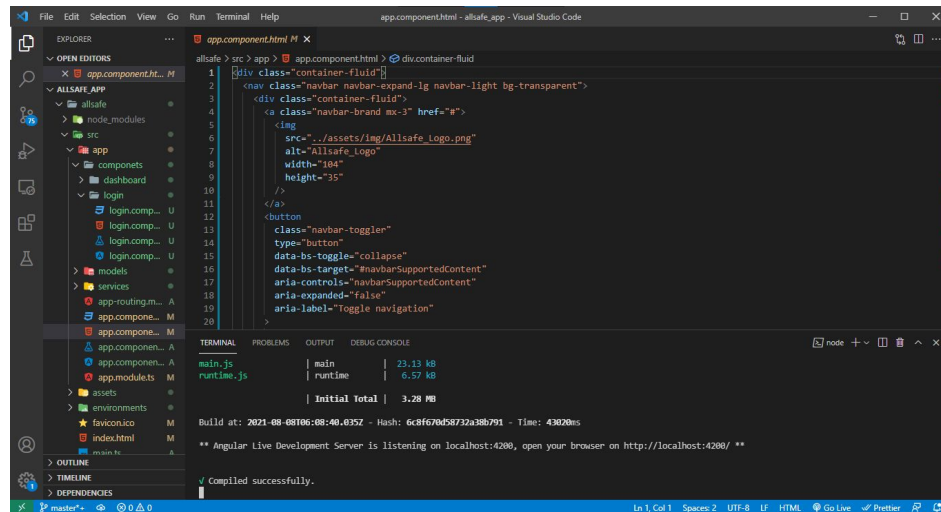 File Edit Selection View Go Run Terminal Help
app.component.html - allsafe_app - Visual Studio Code
EXPLORER
OPEN EDITORS
app.component.ht... M
ALLSAFE_APP
allsafe
node_modules
src
app
componets
dashboard
login
login.comp... U
login.comp... U
login.comp... U
login.comp... U
models
services
app-routing.m... A
app.compone... M
app.compone... M
app.componen... A
app.componen... A
app.module.ts M
assets
environments
favicon.ico M
index.html M
main.ts A
OUTLINE
TIMELINE
DEPENDENCIES
75
1
app.component.html M
allsafe > src > app > app.component.html > div.container-fluid
1 <div class="container-fluid">
2 <nav class="navbar navbar-expand-lg navbar-light bg-transparent">
3 <div class="container-fluid">
4 <a class="navbar-brand mx-3" href="#">
5 <img
6 src="../assets/img/Allsafe_Logo.png"
7 alt="Allsafe_Logo"
8 width="104"
9 height="35"
10 />
11 </a>
12 <button
13 class="navbar-toggler"
14 type="button"
15 data-bs-toggle="collapse"
16 data-bs-target="#navbarSupportedContent"
17 aria-controls="navbarSupportedContent"
18 aria-expanded="false"
19 aria-label="Toggle navigation"
20 >
TERMINAL PROBLEMS OUTPUT DEBUG CONSOLE
node
main.js | main | 23.13 kB
runtime.js | runtime | 6.57 kB
| Initial Total | 3.28 MB
Build at: 2021-08-08T06:08:40.035Z - Hash: 6c8f670d58732a38b791 - Time: 43020ms
** Angular Live Development Server is listening on localhost:4200, open your browser on http://localhost:4200/ **
√ Compiled successfully.
master*+ 0 0 Ln 1, Col 1 Spaces: 2 UTF-8 LF HTML Go Live Prettier